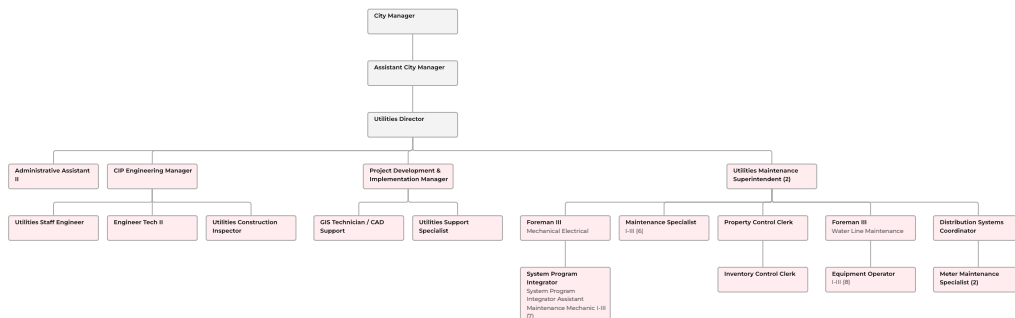 City Manager
Assistant City Manager
Utilities Director
Administrative Assistant
II
CIP Engineering Manager
Project Development &
Implementation Manager
Utilities Maintenance
Superintendent (2)
Utilities Staff Engineer
Engineer Tech II
Utilities Construction
Inspector
GIS Technician / CAD
Support
Utilities Support
Specialist
Foreman III
Mechanical Electrical
Maintenance Specialist
I-III (6)
Property Control Clerk
Foreman III
Water Line Maintenance
Distribution Systems
Coordinator
System Program
Integrator
System Program
Integrator Assistant
Maintenance Mechanic I-III
(7)
Inventory Control Clerk
Equipment Operator
I-III (8)
Meter Maintenance
Specialist (2)